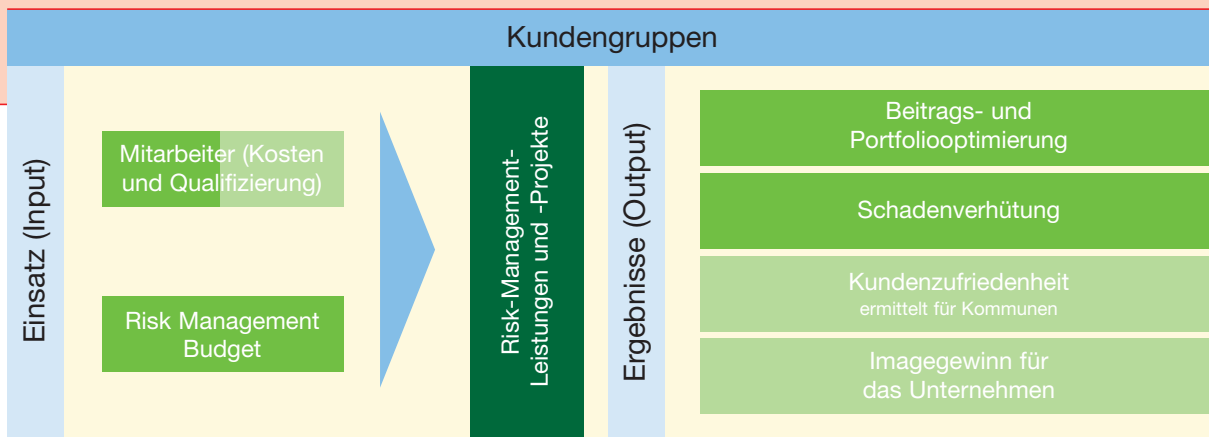 Kundengruppen
Einsatz (Input)
Mitarbeiter (Kosten
und Qualifizierung)
Risk Management
Budget
Risk-Management-
Leistungen und -Projekte
Ergebnisse (Output)
Beitrags- und
Portfoliooptimierung
Schadenverhütung
Kundenzufriedenheit
ermittelt für Kommunen
Imagegewinn für
das Unternehmen